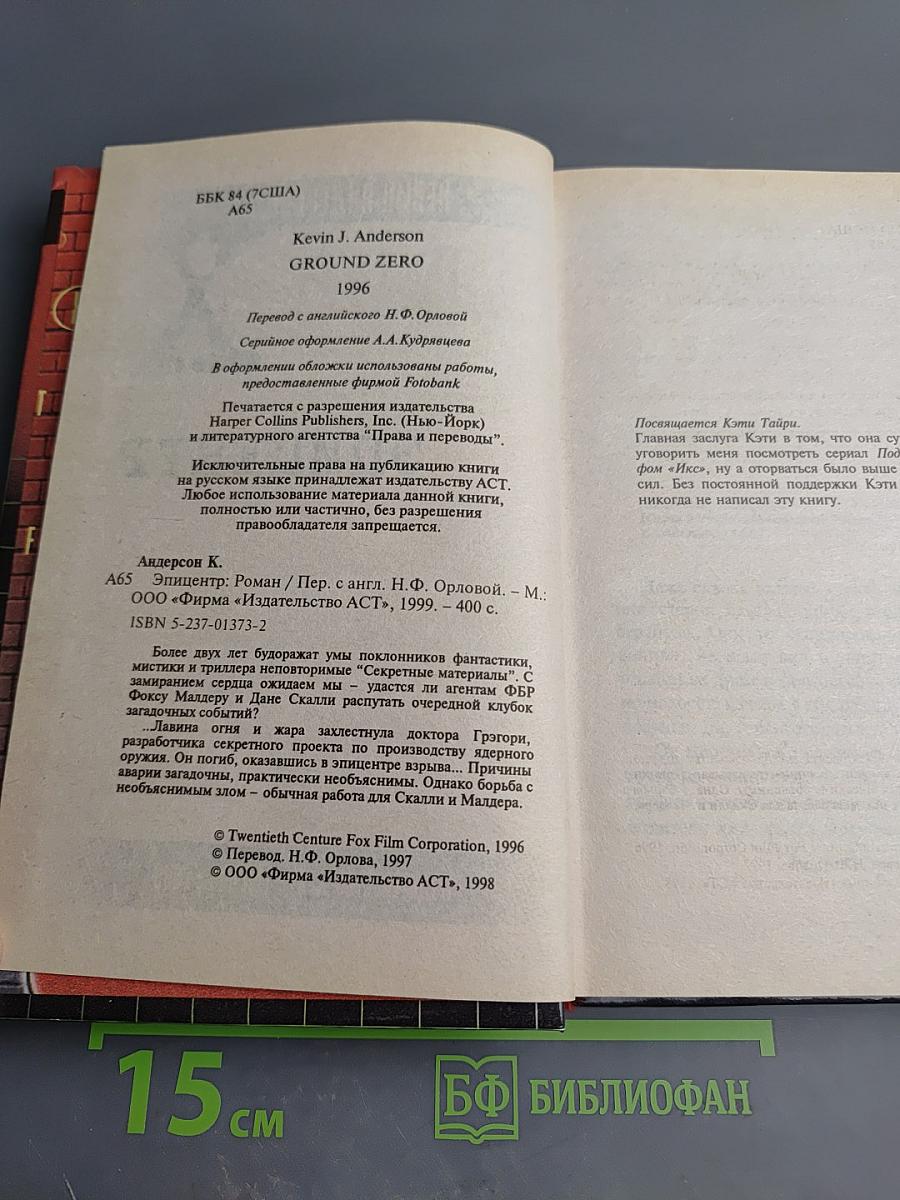 ББК 84 (7США)
А65
Kevin J. Anderson
GROUND ZERO
1996
Перевод с английского Н.Ф.Орловой
Серийное оформление А.А.Кудрявцева
В оформлении обложки использованы работы,
предоставленные фирмой Fotobank
Печатается с разрешения издательства
Harper Collins Publishers, Inc. (Нью-Йорк)
и литературного агентства "Права и переводы".
Исключительные права на публикацию книги
на русском языке принадлежат издательству АСТ.
Любое использование материала данной книги,
полностью или частично, без разрешения
правообладателя запрещается.
Андерсон К.
А65 Эпицентр: Роман / Пер. с англ. Н.Ф. Орловой. – М.:
ООО «Фирма «Издательство АСТ», 1999. – 400 с.
ISBN 5-237-01373-2
Более двух лет будоражат умы поклонников фантастики,
мистики и триллера неповторимые "Секретные материалы". С
замиранием сердца ожидаем мы – удастся ли агентам ФБР
Фоксу Малдеру и Дане Скалли распутать очередной клубок
загадочных событий?
...Лавина огня и жара захлестнула доктора Грэгори,
разработчика секретного проекта по производству ядерного
оружия. Он погиб, оказавшись в эпицентре взрыва... Причины
аварии загадочны, практически необъяснимы. Однако борьба с
необъяснимым злом – обычная работа для Скалли и Малдера.
© Twentieth Centure Fox Film Corporation, 1996
© Перевод. Н.Ф. Орлова, 1997
© ООО «Фирма «Издательство АСТ», 1998
Посвящается Кэти Тайри.
Главная заслуга Кэти в том, что она су
уговорить меня посмотреть сериал Под
фом «Икс», ну а оторваться было выше
сил. Без постоянной поддержки Кэти
никогда не написал эту книгу.
15 см
БФ БИБЛИОФАН